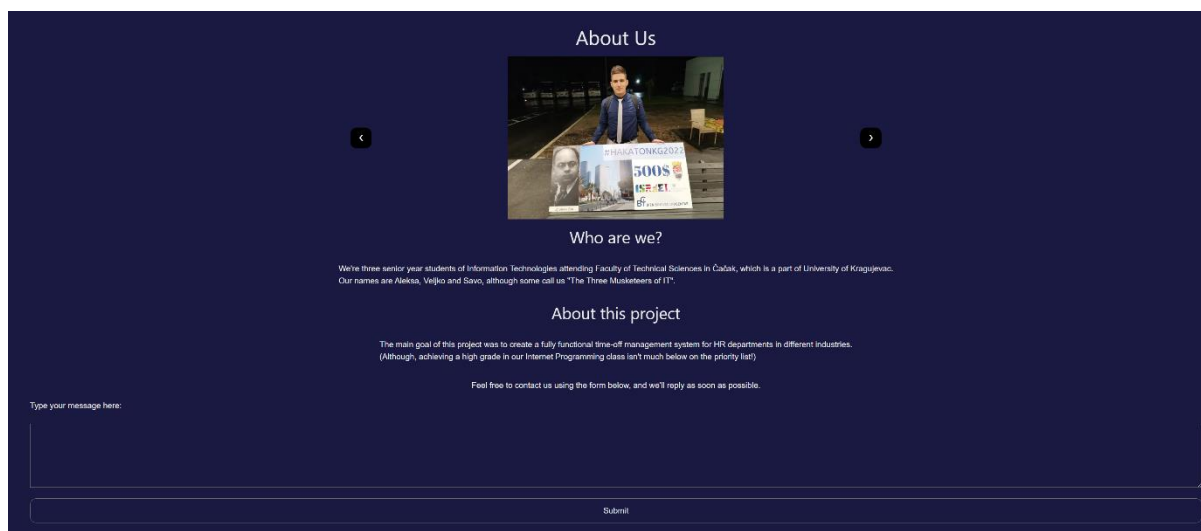 About Us
#HAKATONKG2022
500$
Bf
Who are we?
We're three senior year students of Information Technologies attending Faculty of Technical Sciences in Čačak, which is a part of University of Kragujevac.
Our names are Aleksa, Veljko and Savo, although some call us "The Three Musketeers of IT".
About this project
The main goal of this project was to create a fully functional time-off management system for HR departments in different industries.
(Although, achieving a high grade in our Internet Programming class isn't much below on the priority list!)
Feel free to contact us using the form below, and we'll reply as soon as possible.
Type your message here:
Submit